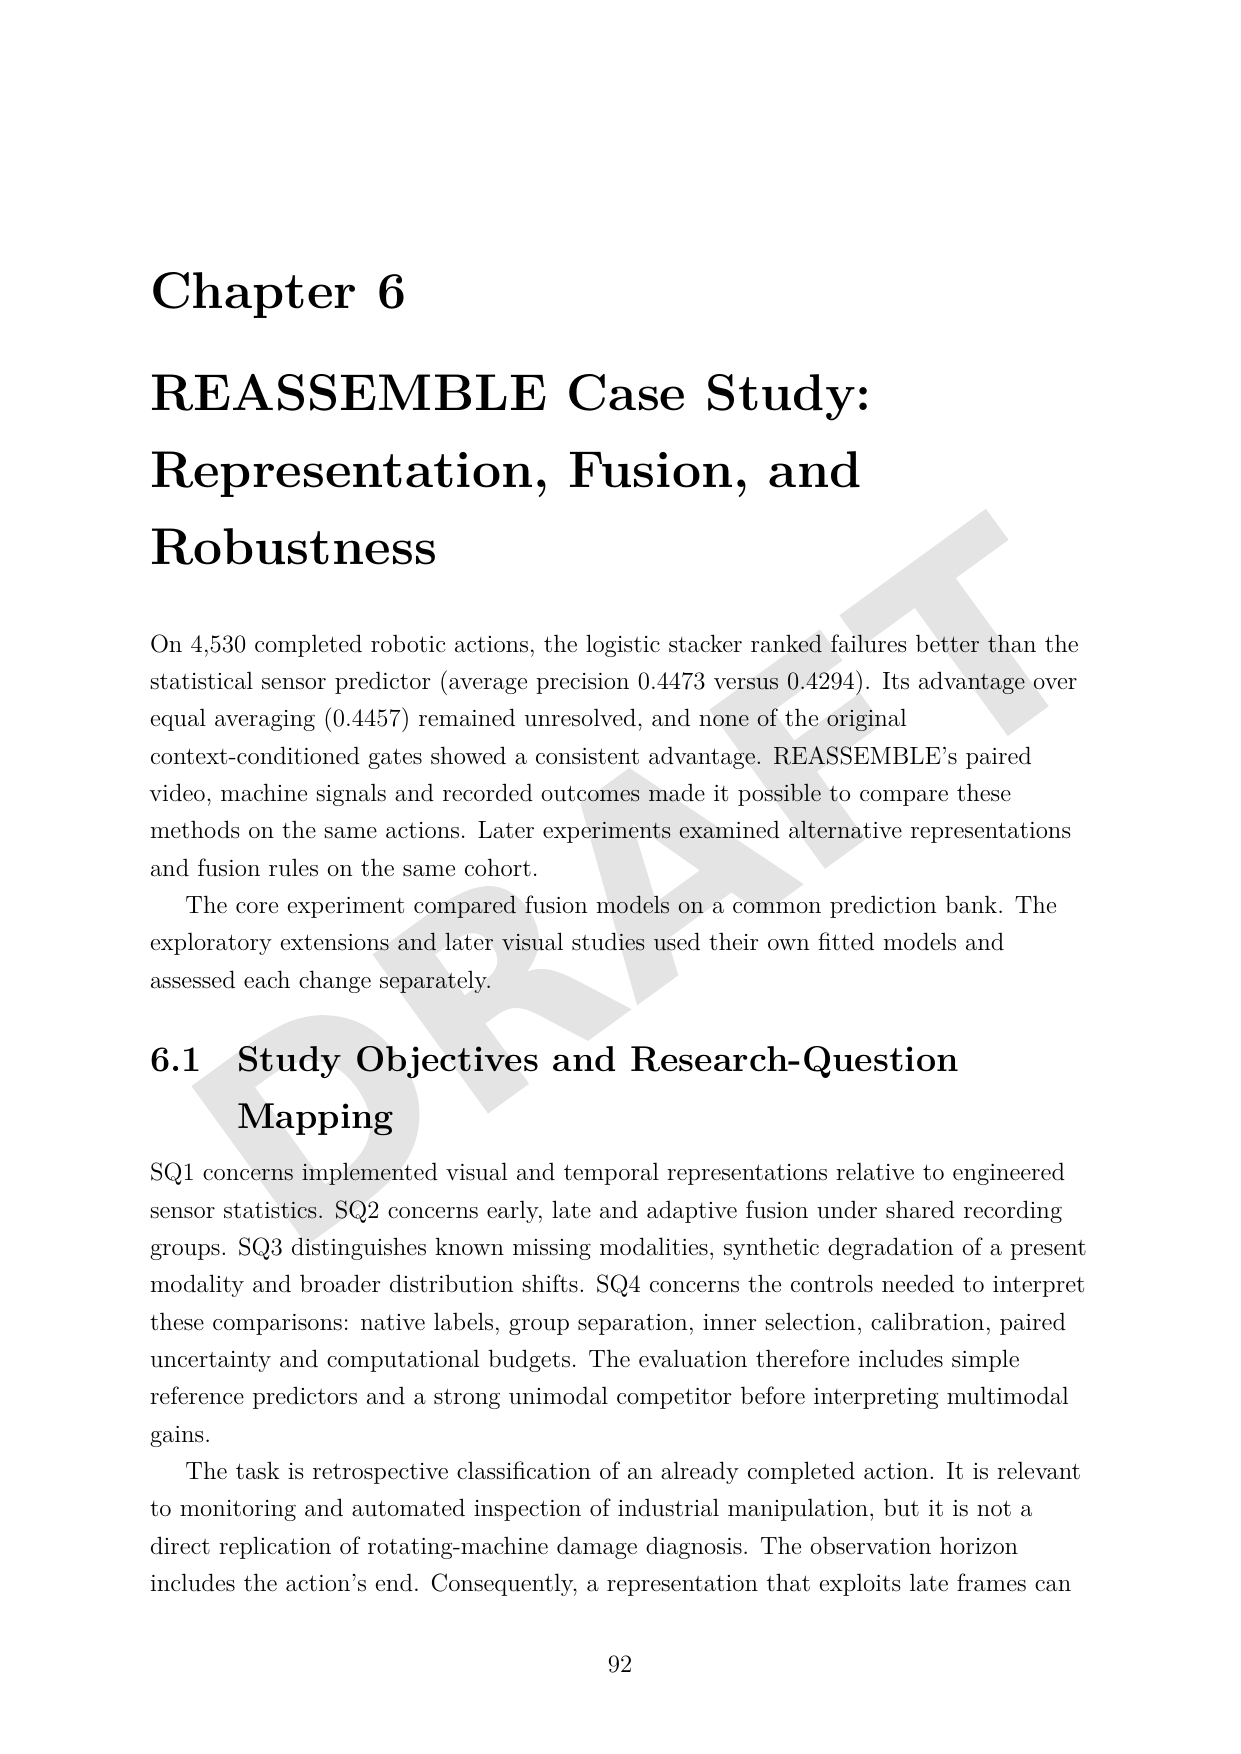 Chapter 6
REASSEMBLE Case Study:
Representation, Fusion, and
Robustness
On 4,530 completed robotic actions, the logistic stacker ranked failures better than the
statistical sensor predictor (average precision 0.4473 versus 0.4294). Its advantage over
equal averaging (0.4457) remained unresolved, and none of the original
context-conditioned gates showed a consistent advantage. REASSEMBLE’s paired
video, machine signals and recorded outcomes made it possible to compare these
methods on the same actions. Later experiments examined alternative representations
and fusion rules on the same cohort.
The core experiment compared fusion models on a common prediction bank. The
exploratory extensions and later visual studies used their own fitted models and
assessed each change separately.
6.1 Study Objectives and Research-Question
Mapping
SQ1 concerns implemented visual and temporal representations relative to engineered
sensor statistics. SQ2 concerns early, late and adaptive fusion under shared recording
groups. SQ3 distinguishes known missing modalities, synthetic degradation of a present
modality and broader distribution shifts. SQ4 concerns the controls needed to interpret
these comparisons: native labels, group separation, inner selection, calibration, paired
uncertainty and computational budgets. The evaluation therefore includes simple
reference predictors and a strong unimodal competitor before interpreting multimodal
gains.
The task is retrospective classification of an already completed action. It is relevant
to monitoring and automated inspection of industrial manipulation, but it is not a
direct replication of rotating-machine damage diagnosis. The observation horizon
includes the action’s end. Consequently, a representation that exploits late frames can
92
DRAFT